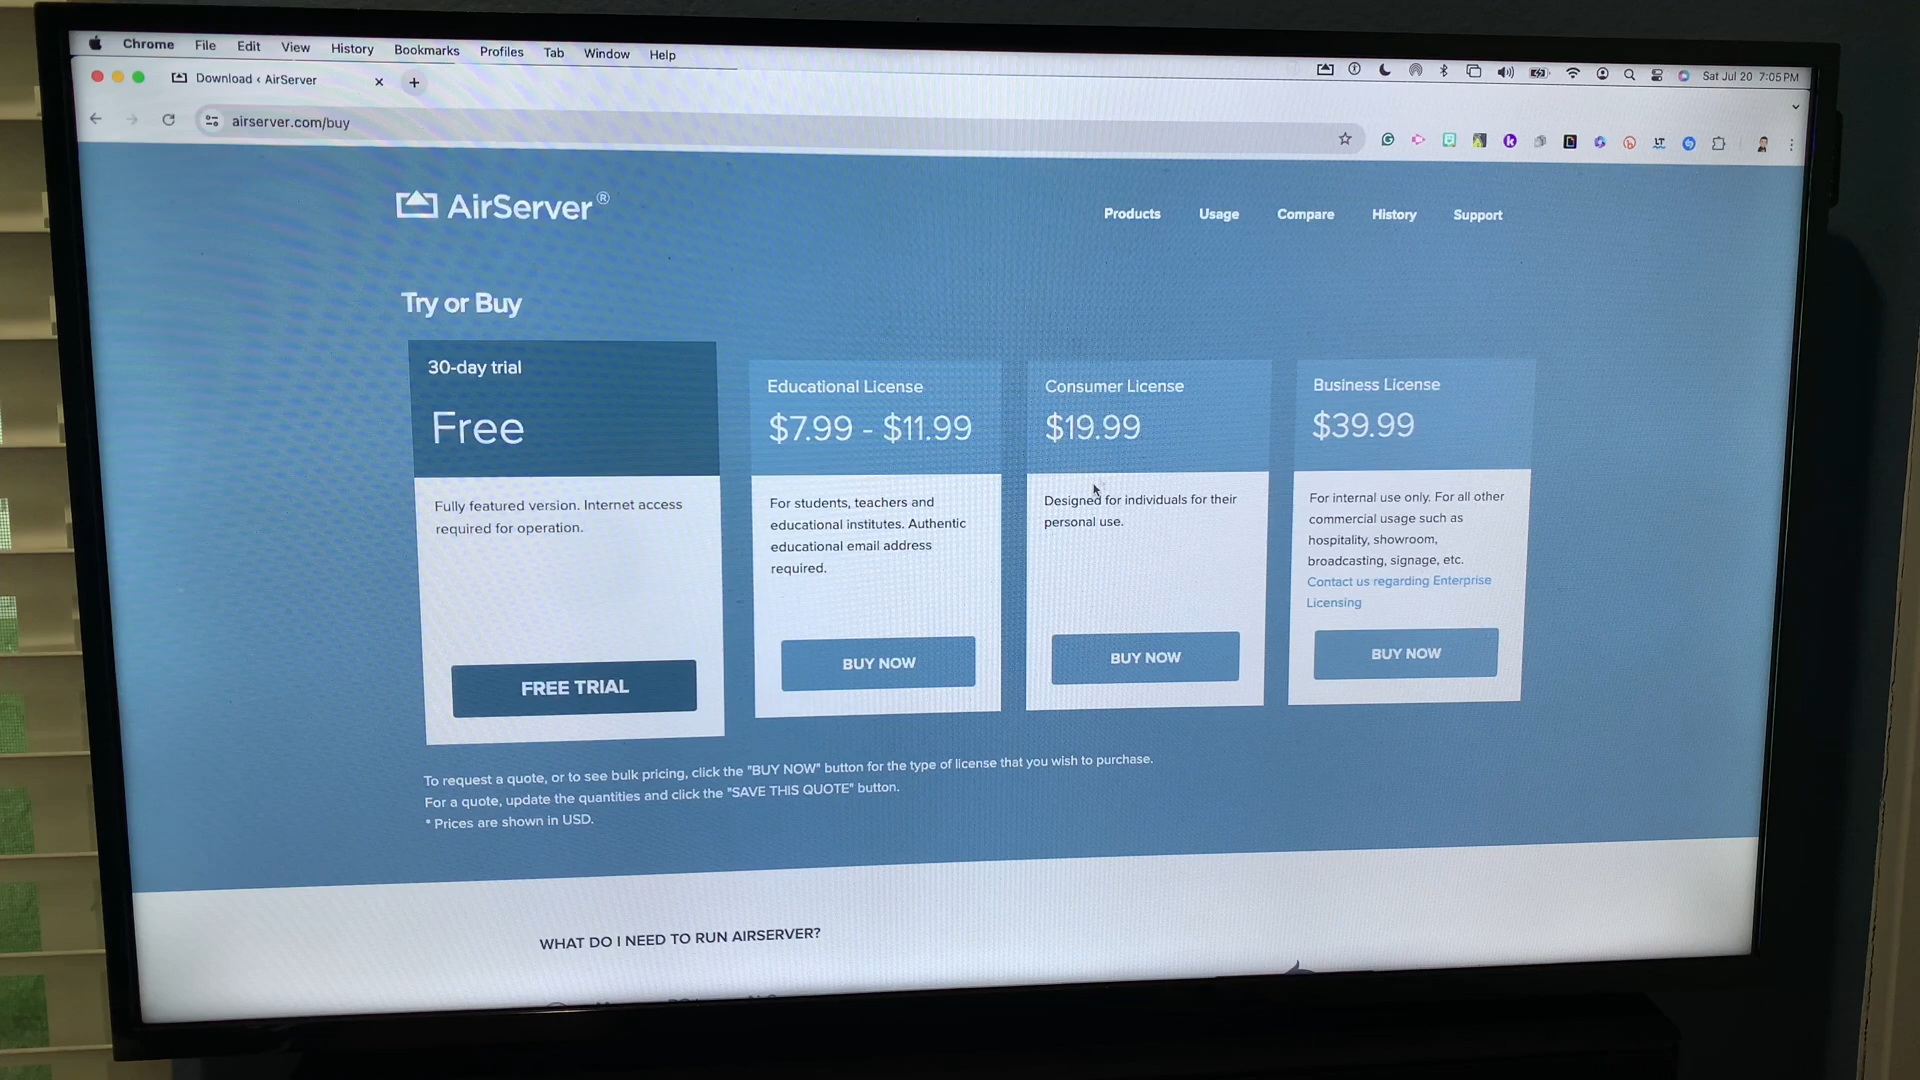 Chrome File Edit View History Bookmarks Profiles Tab Window Help
Sat Jul 20 7:05 PM
Download ‹ AirServer
airserver.com/buy
AirServer®
Products Usage Compare History Support
Try or Buy
30-day trial
Free
Fully featured version. Internet access
required for operation.
FREE TRIAL
Educational License
$7.99 - $11.99
For students, teachers and
educational institutes. Authentic
educational email address
required.
BUY NOW
Consumer License
$19.99
Designed for individuals for their
personal use.
BUY NOW
Business License
$39.99
For internal use only. For all other
commercial usage such as
hospitality, showroom,
broadcasting, signage, etc.
Contact us regarding Enterprise
Licensing
BUY NOW
To request a quote, or to see bulk pricing, click the "BUY NOW" button for the type of license that you wish to purchase.
For a quote, update the quantities and click the "SAVE THIS QUOTE" button.
* Prices are shown in USD.
WHAT DO I NEED TO RUN AIRSERVER?